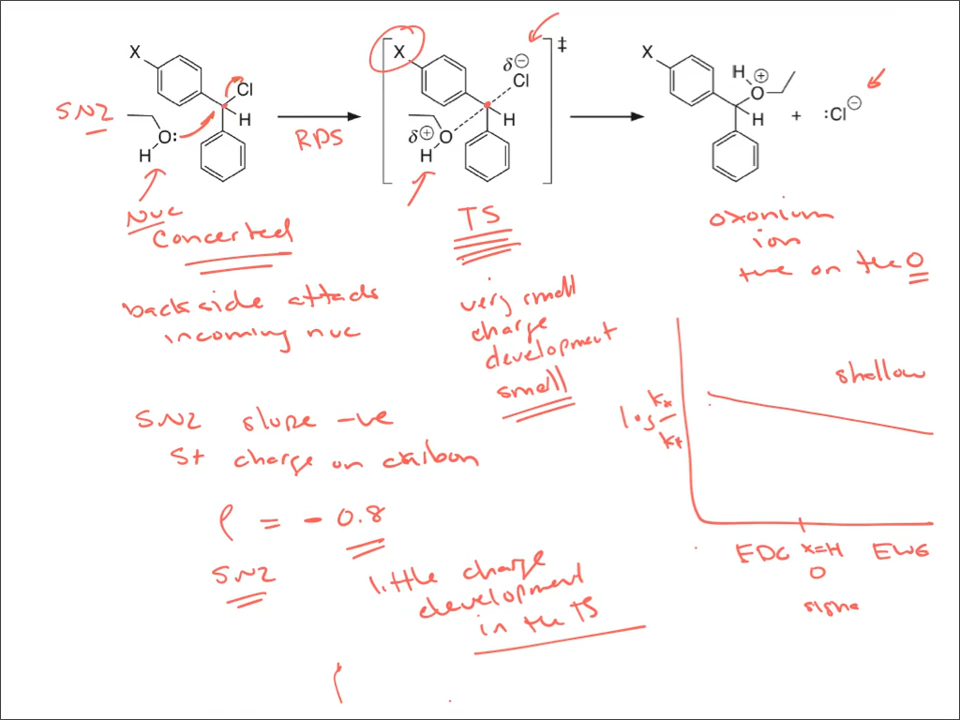 X
Cl
H
SN2
O:
H
Nuc
Concerted
backside attack
incoming nuc
RDS
X
δ⊖
Cl
‡
H
δ⊕
O
H
TS
very small
charge
development
small
X
H
⊕
O
H
+
:Cl⊖
oxonium
ion
on the O
shallow
SN2 slope -ve
δ+ charge on carbon
ρ = - 0.8
SN2
little charge
development
in the TS
EDG X=H EWG
0